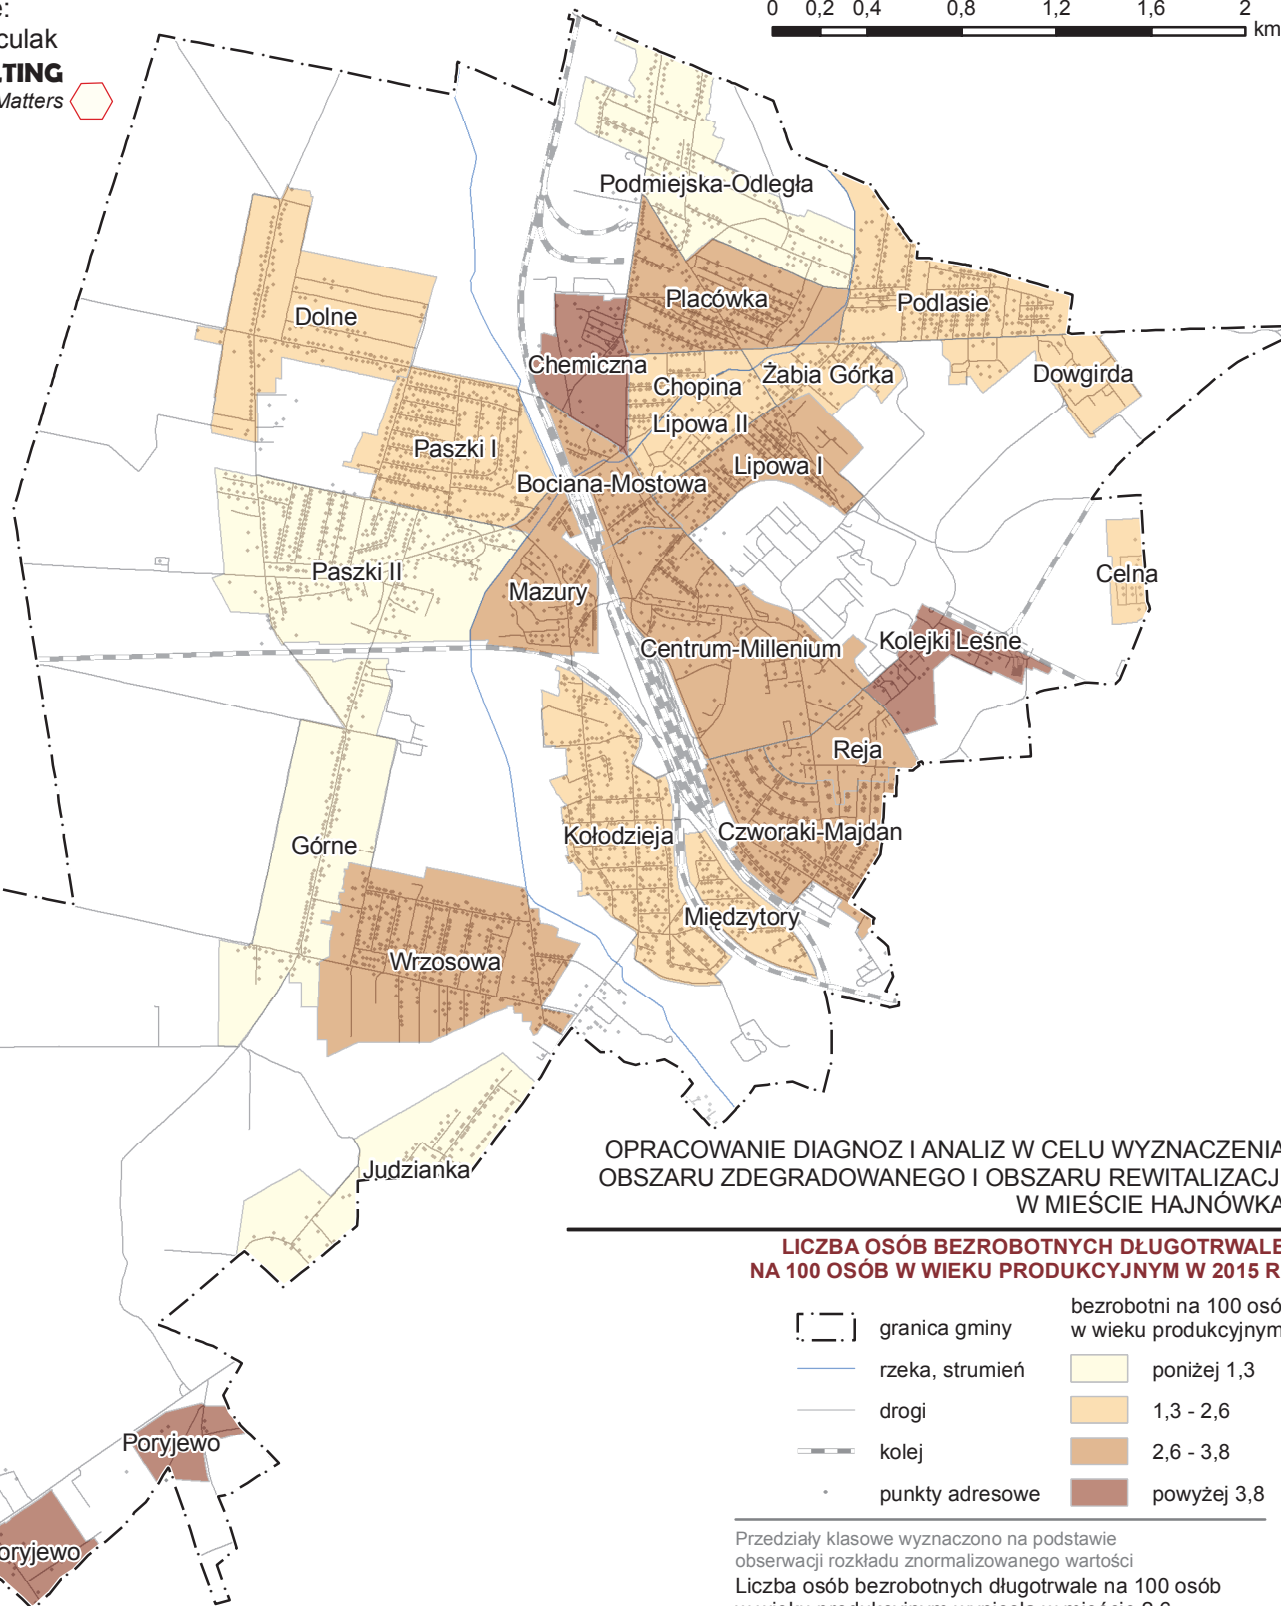 0 0,2 0,4 0,8 1,2 1,6 2
km
Matters
Podmiejska-Odległa
Placówka
Podlasie
Dolne
Chemiczna
Chopina
Żabia Górka
Dowgirda
Lipowa II
Paszki I
Lipowa I
Bociana-Mostowa
Paszki II
Celna
Mazury
Kolejki Leśne
Centrum-Millenium
Reja
Kołodzieja
Czworaki-Majdan
Górne
Międzytory
Wrzosowa
Judzianka
Poryjewo
oryjewo
OPRACOWANIE DIAGNOZ I ANALIZ W CELU WYZNACZENIA
OBSZARU ZDEGRADOWANEGO I OBSZARU REWITALIZACJI
W MIEŚCIE HAJNÓWKA
LICZBA OSÓB BEZROBOTNYCH DŁUGOTRWALE
NA 100 OSÓB W WIEKU PRODUKCYJNYM W 2015 R
granica gminy
rzeka, strumień
drogi
kolej
punkty adresowe
bezrobotni na 100 osó
w wieku produkcyjnym
poniżej 1,3
1,3 - 2,6
2,6 - 3,8
powyżej 3,8
Przedziały klasowe wyznaczono na podstawie
obserwacji rozkładu znormalizowanego wartości
Liczba osób bezrobotnych długotrwale na 100 osób